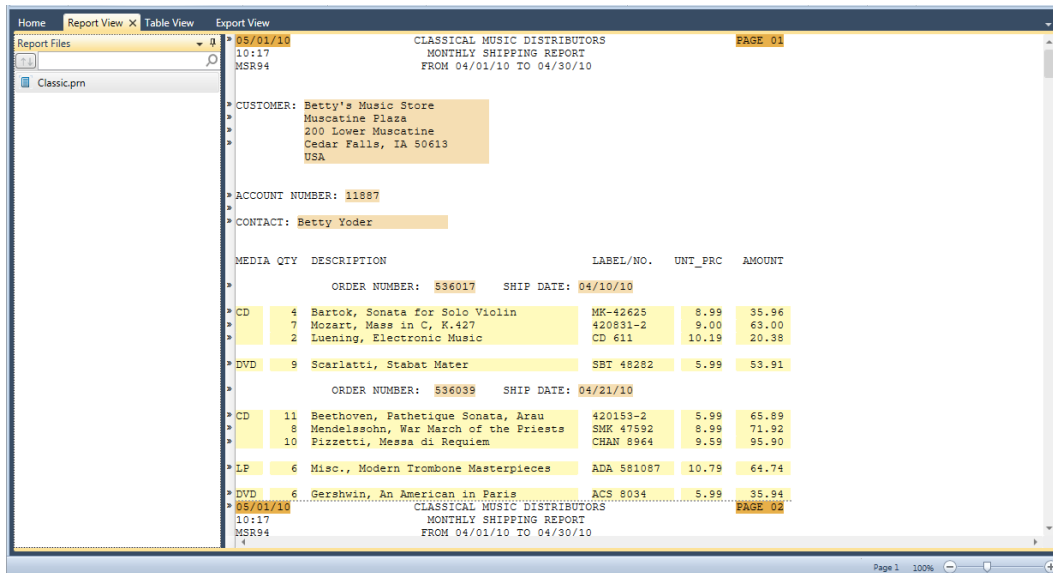 Home Report View Table View Export View
Report Files
Classic.prn
05/01/10 CLASSICAL MUSIC DISTRIBUTORS PAGE 01
10:17 MONTHLY SHIPPING REPORT
MSR94 FROM 04/01/10 TO 04/30/10
CUSTOMER: Betty's Music Store
Muscatine Plaza
200 Lower Muscatine
Cedar Falls, IA 50613
USA
ACCOUNT NUMBER: 11887
CONTACT: Betty Yoder
MEDIA QTY DESCRIPTION LABEL/NO. UNT_PRC AMOUNT
ORDER NUMBER: 536017 SHIP DATE: 04/10/10
CD 4 Bartok, Sonata for Solo Violin MK-42625 8.99 35.96
7 Mozart, Mass in C, K.427 420831-2 9.00 63.00
2 Luening, Electronic Music CD 611 10.19 20.38
DVD 9 Scarlatti, Stabat Mater SBT 48282 5.99 53.91
ORDER NUMBER: 536039 SHIP DATE: 04/21/10
CD 11 Beethoven, Pathetique Sonata, Arau 420153-2 5.99 65.89
8 Mendelssohn, War March of the Priests SMK 47592 8.99 71.92
10 Pizzetti, Messa di Requiem CHAN 8964 9.59 95.90
LP 6 Misc., Modern Trombone Masterpieces ADA 581087 10.79 64.74
DVD 6 Gershwin, An American in Paris ACS 8034 5.99 35.94
05/01/10 CLASSICAL MUSIC DISTRIBUTORS PAGE 02
10:17 MONTHLY SHIPPING REPORT
MSR94 FROM 04/01/10 TO 04/30/10
Page 1 100%